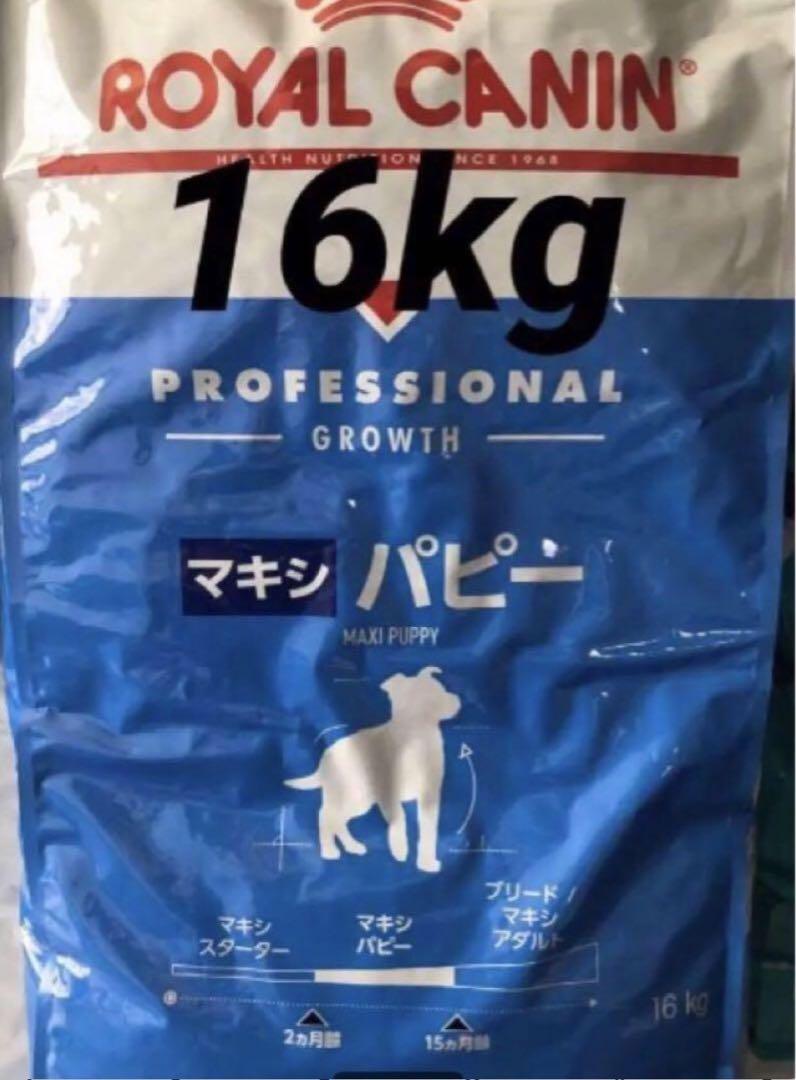 ROYAL CANIN®
HEALTH NUTRITION SINCE 1968
16kg
PROFESSIONAL
GROWTH
マキシ パピー
MAXI PUPPY
マキシ
スターター
マキシ
パピー
ブリード /
マキシ
アダルト
16 kg
2カ月齢
15カ月齢